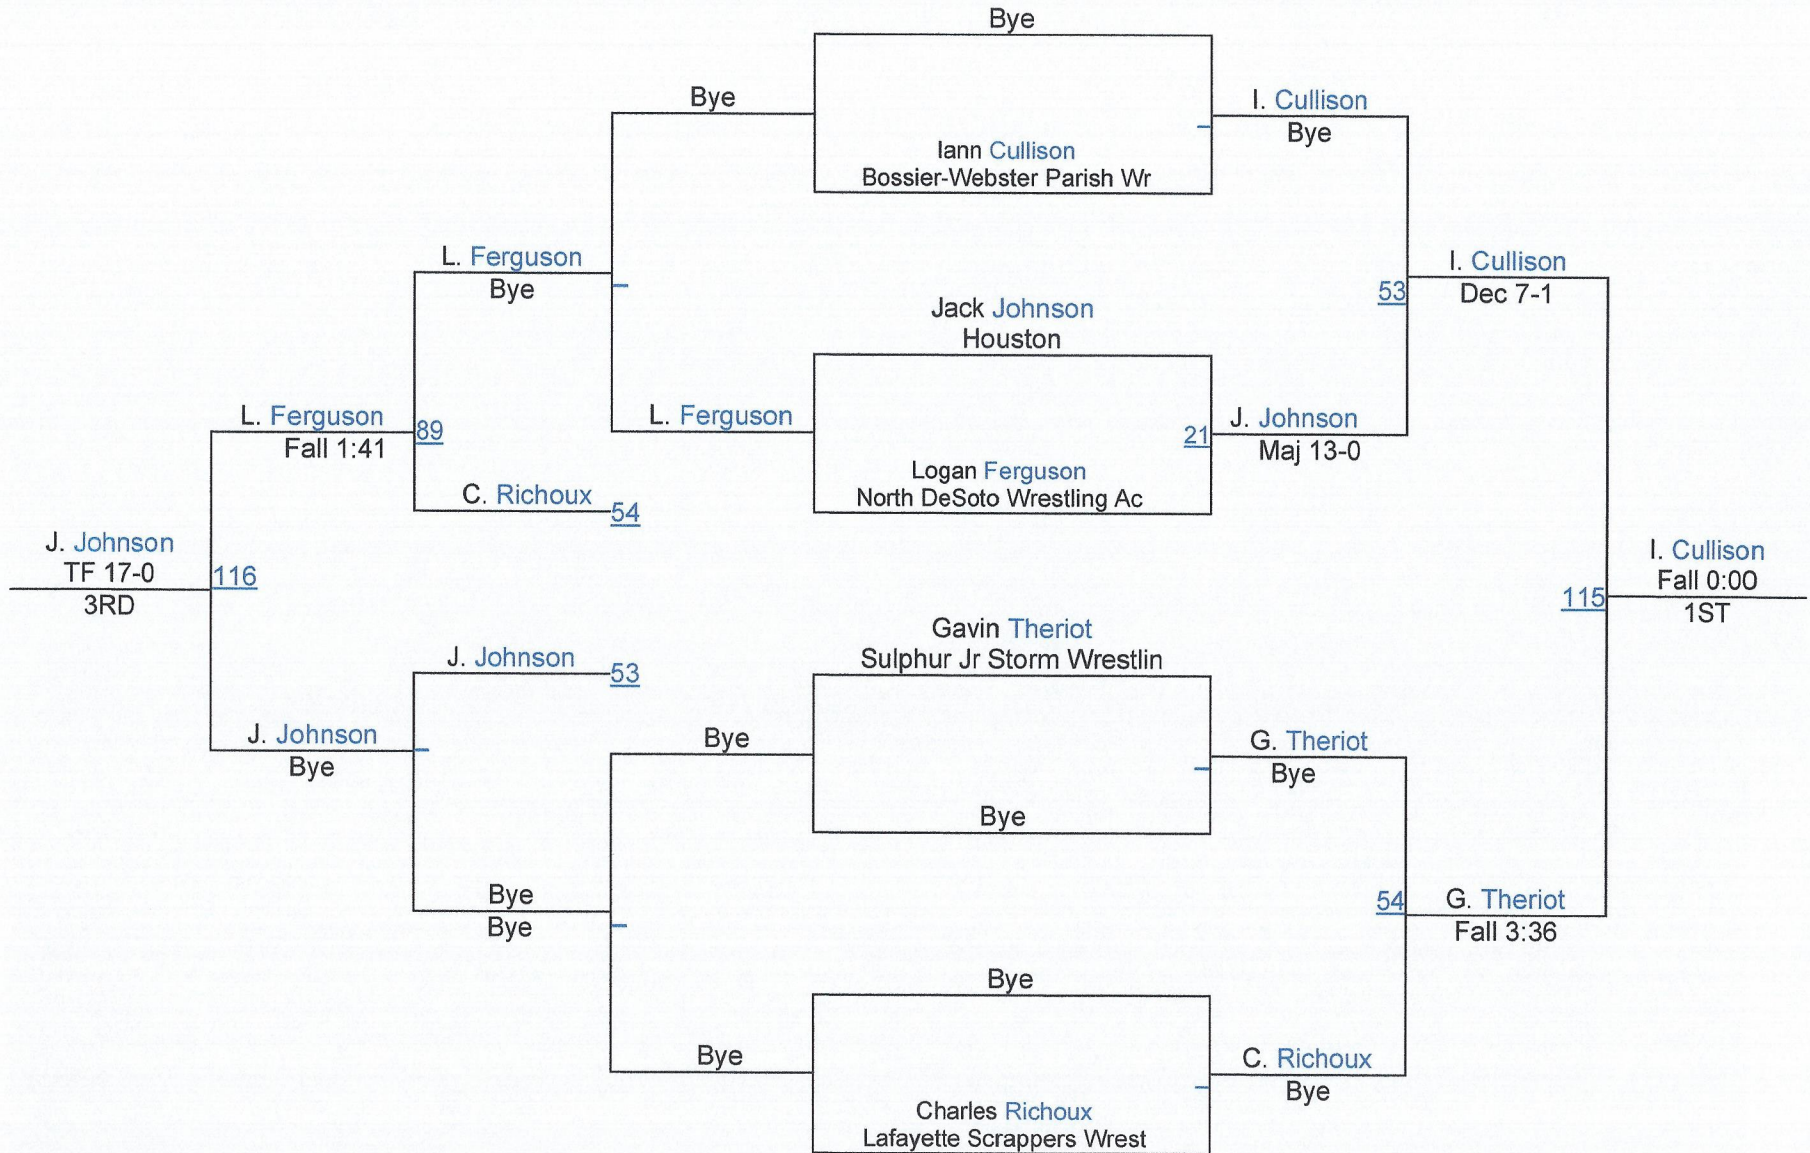 Bye
Bye
I. Cullison
Bye
Iann Cullison
Bossier-Webster Parish Wr
L. Ferguson
Bye
I. Cullison
Dec 7-1
53
Jack Johnson
Houston
L. Ferguson
Fall 1:41
89
L. Ferguson
21
J. Johnson
Maj 13-0
Logan Ferguson
North DeSoto Wrestling Ac
C. Richoux
54
J. Johnson
TF 17-0
3RD
116
I. Cullison
Fall 0:00
1ST
115
Gavin Theriot
Sulphur Jr Storm Wrestlin
J. Johnson
53
J. Johnson
Bye
Bye
G. Theriot
Bye
Bye
Bye
Bye
54
G. Theriot
Fall 3:36
Bye
Bye
C. Richoux
Bye
Charles Richoux
Lafayette Scrappers Wrest